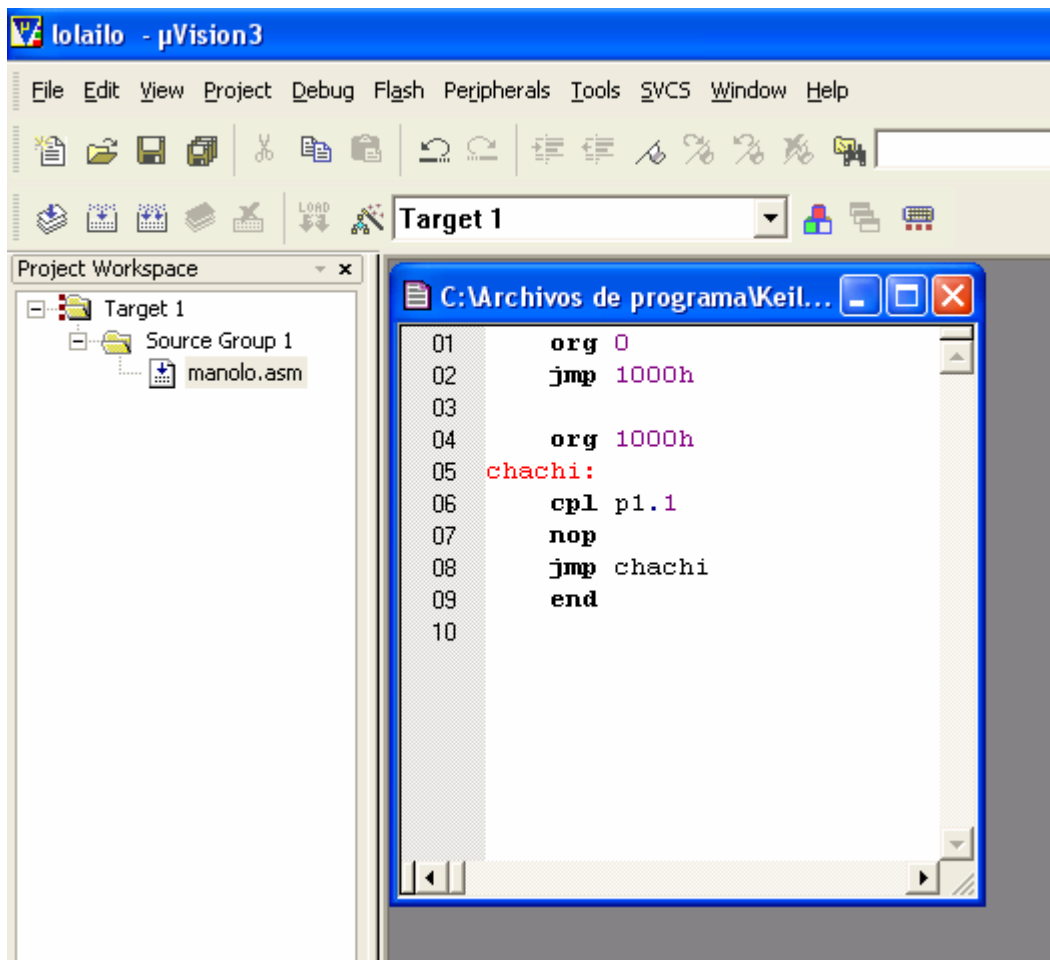 lolailo - µVision3
File Edit View Project Debug Flash Peripherals Tools SVCS Window Help
LOAD
Target 1
Project Workspace
Target 1
Source Group 1
manolo.asm
C:\Archivos de programa\Keil...
01 org 0
02 jmp 1000h
03
04 org 1000h
05 chachi:
06 cpl p1.1
07 nop
08 jmp chachi
09 end
10